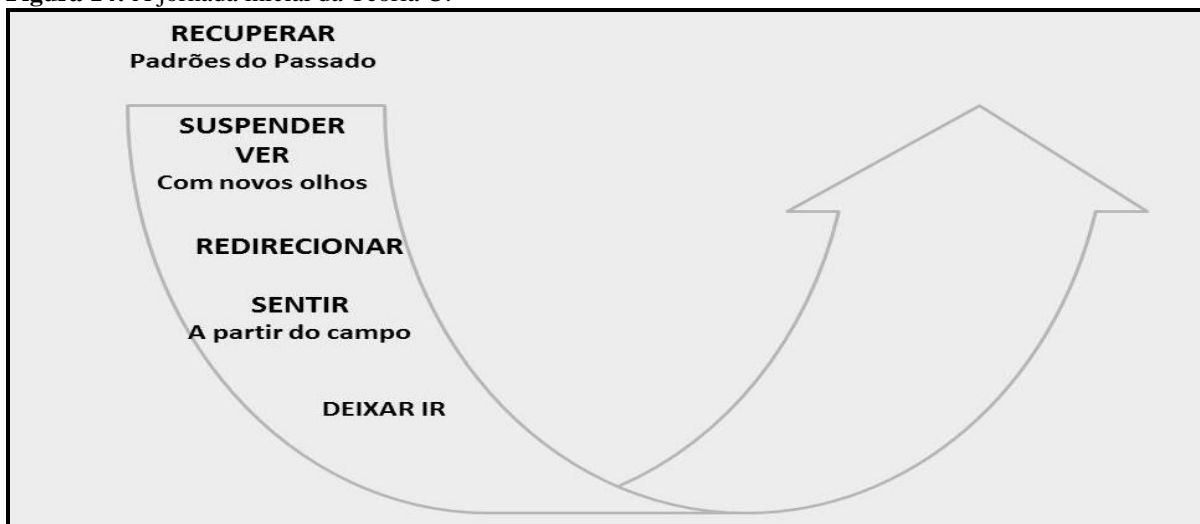 RECUPERAR
Padrões do Passado
SUSPENDER
VER
Com novos olhos
REDIRECIONAR
SENTIR
A partir do campo
DEIXAR IR